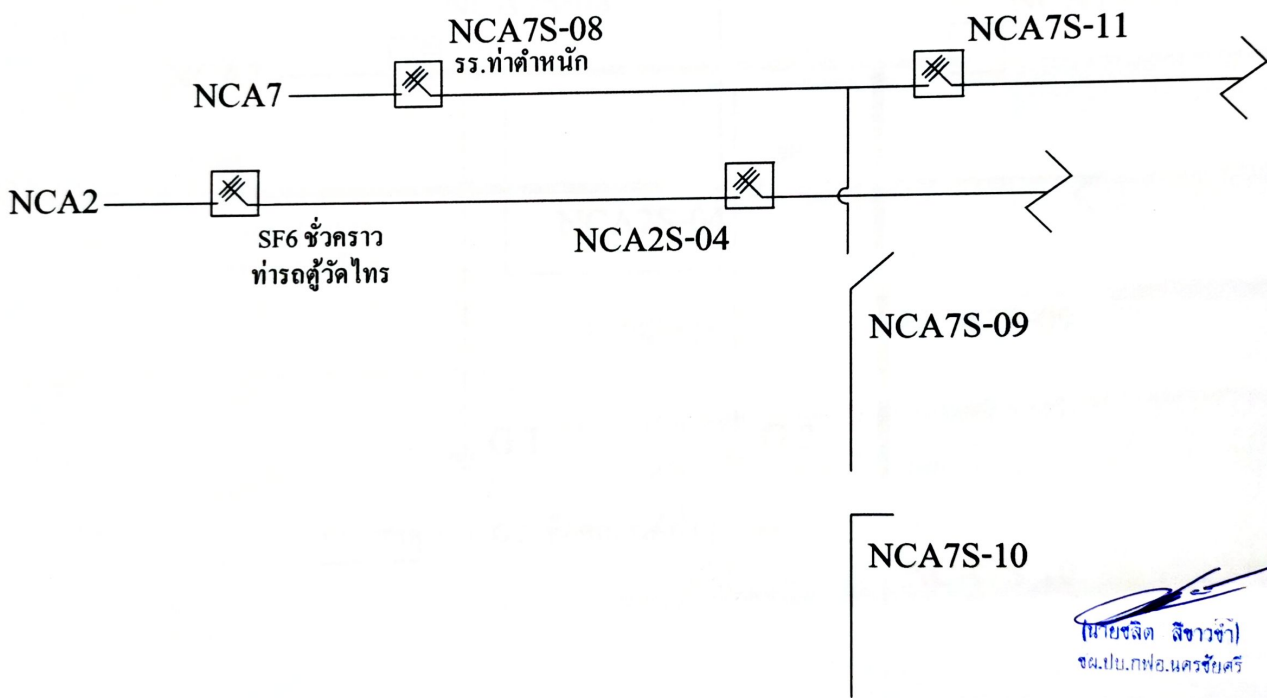 NCA7S-08
รร.ท่าตำหนัก
NCA7S-11
NCA7
NCA2
SF6 ชั่วคราว
ท่ารถตู้วัดไทร
NCA2S-04
NCA7S-09
NCA7S-10
(นายชลิต สีขาวขำ)
ชผ.ปบ.กฟอ.นครชัยศรี